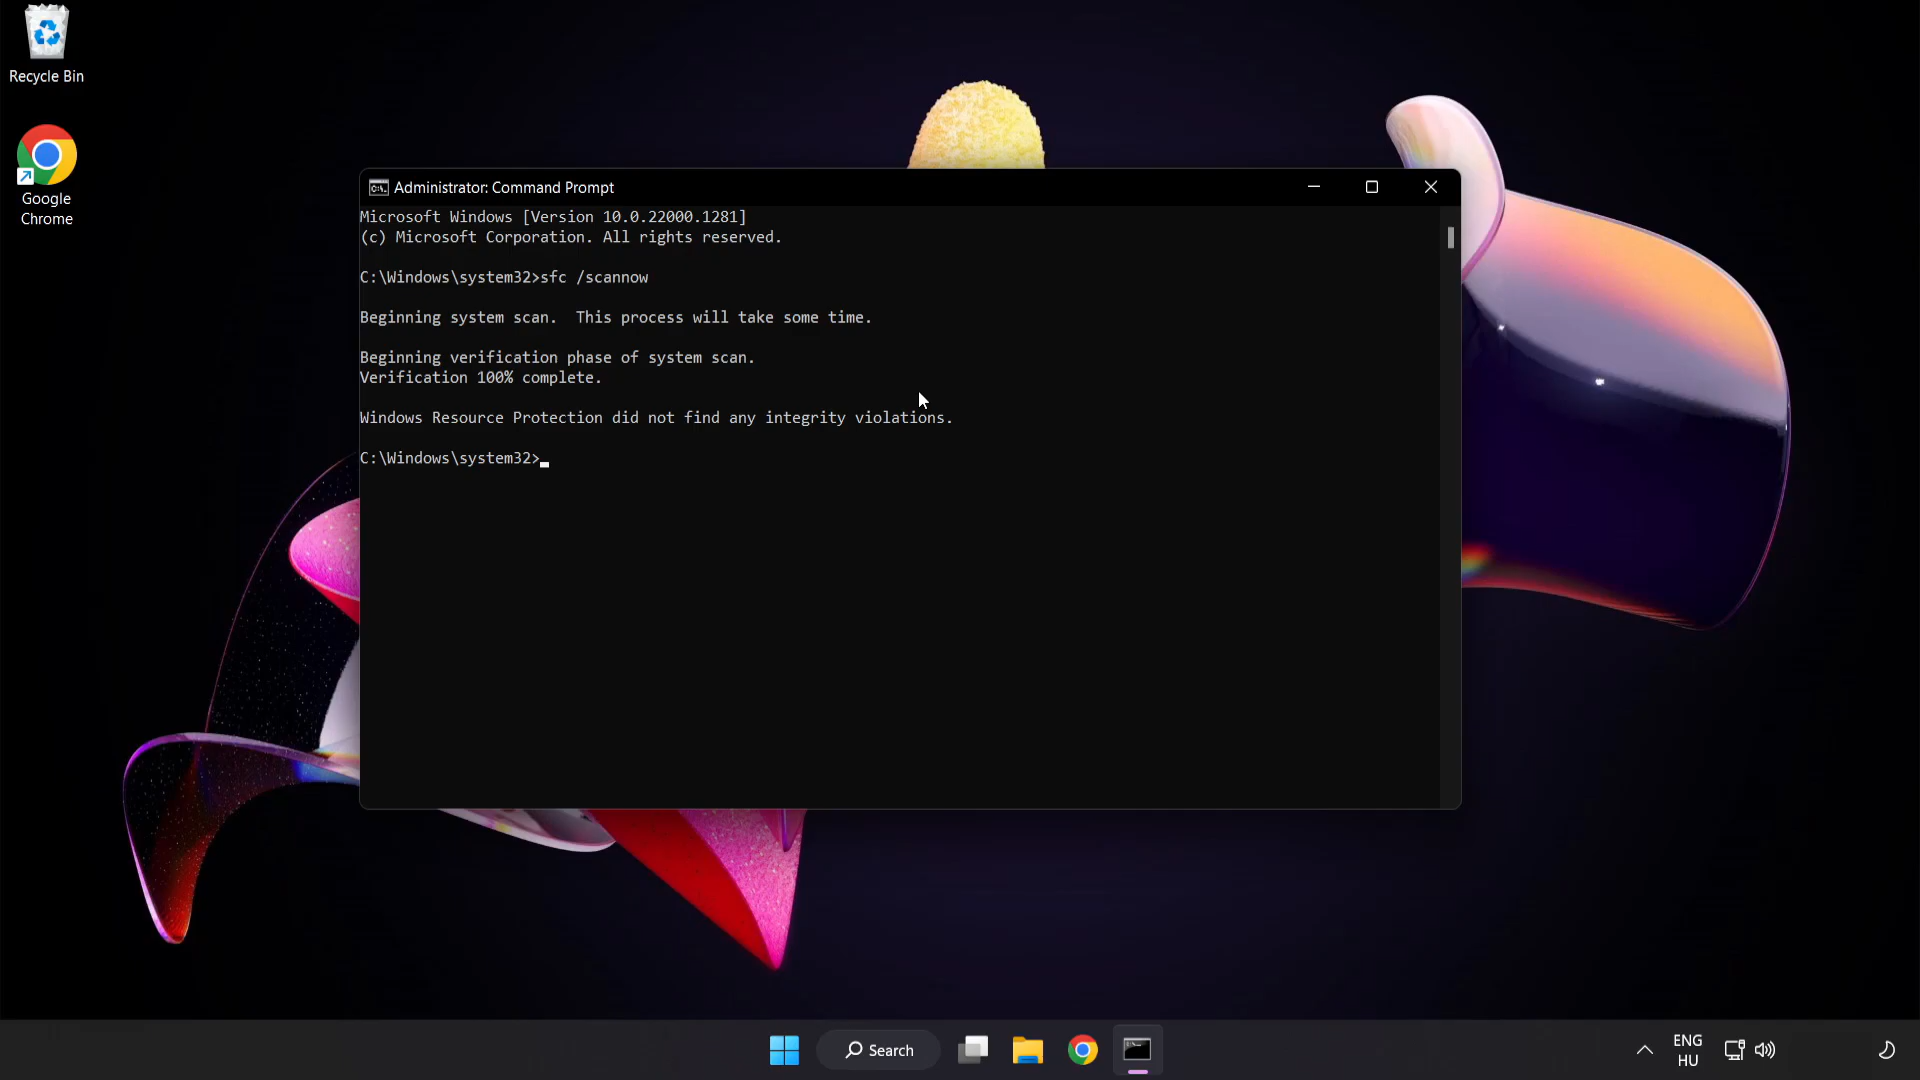 Recycle Bin
Google
Chrome
Administrator: Command Prompt
Microsoft Windows [Version 10.0.22000.1281]
(c) Microsoft Corporation. All rights reserved.
C:\Windows\system32>sfc /scannow
Beginning system scan.  This process will take some time.
Beginning verification phase of system scan.
Verification 100% complete.
Windows Resource Protection did not find any integrity violations.
C:\Windows\system32>
Search
ENG
HU